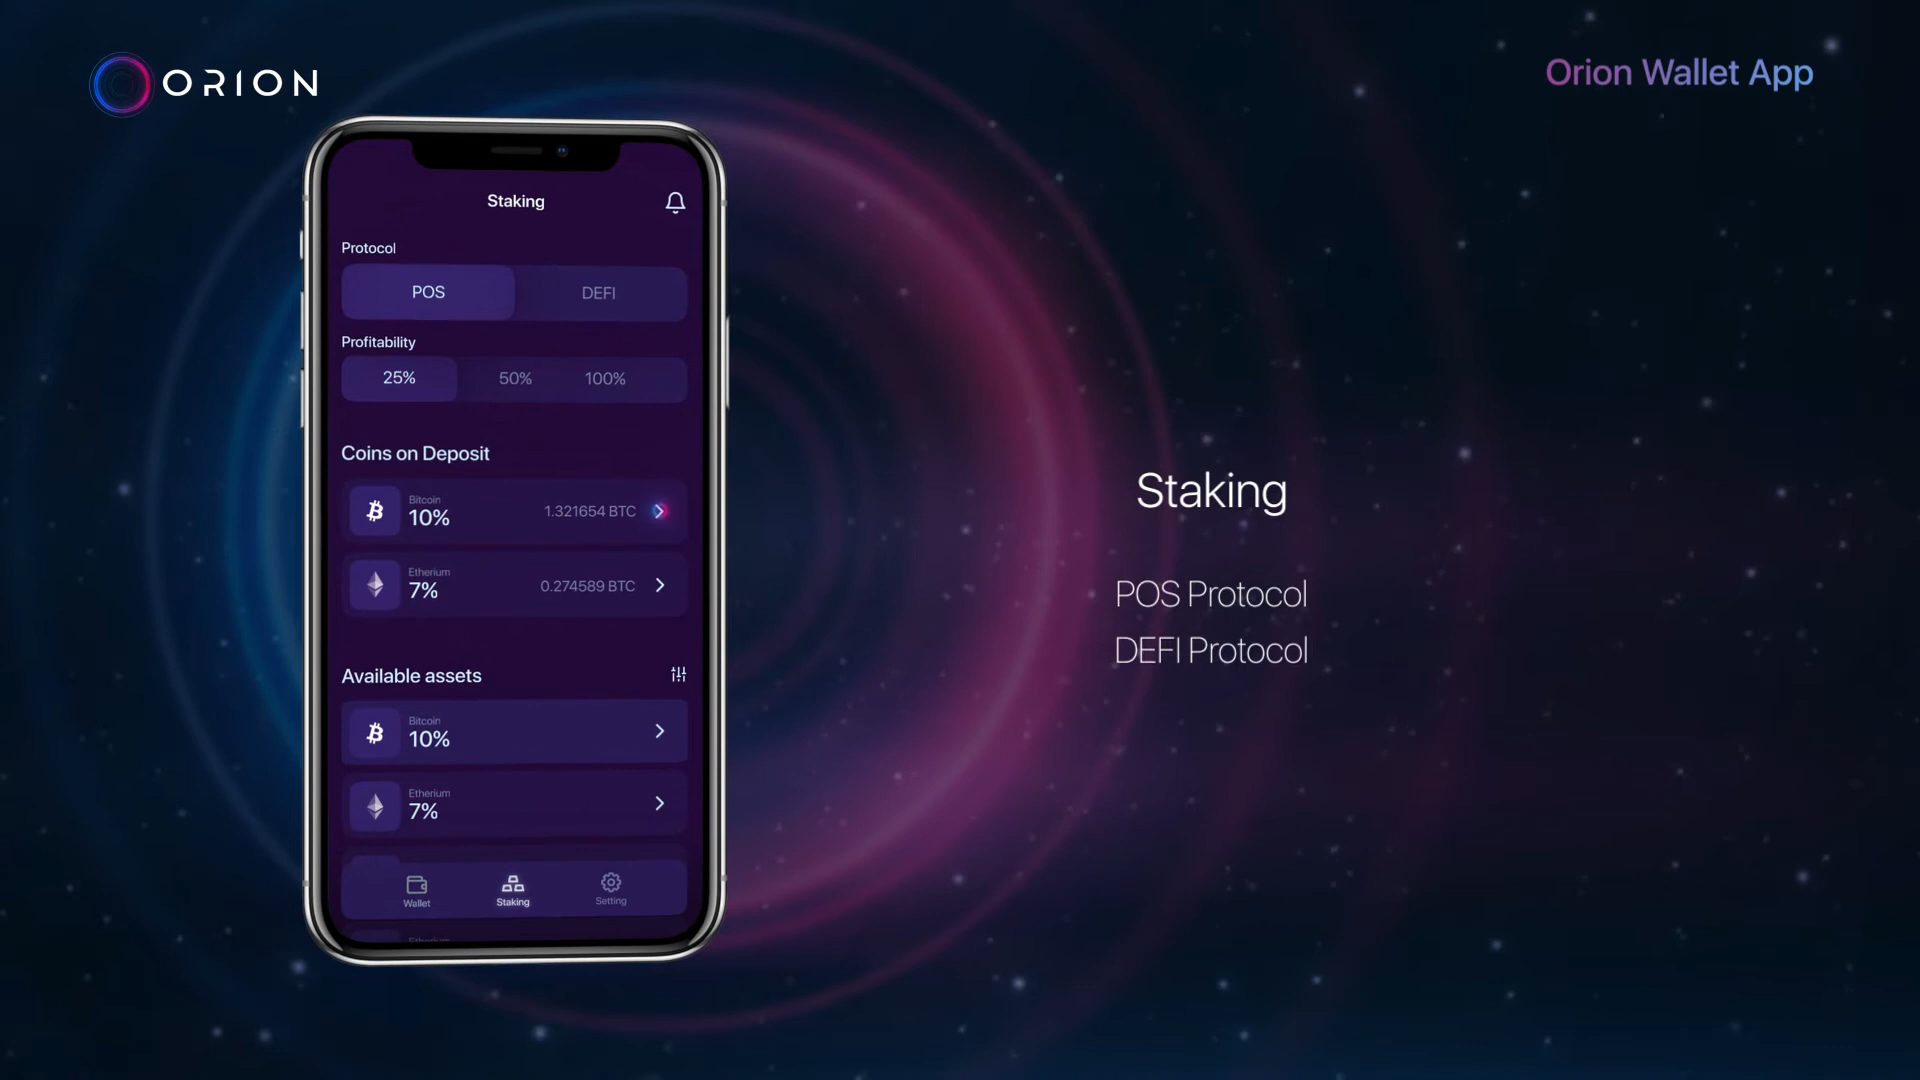 ORION
Orion Wallet App
Staking
Protocol
POS
DEFI
Profitability
25%
50%
100%
Coins on Deposit
Bitcoin
10%
1.321654 BTC
Etherium
7%
0.274589 BTC
Available assets
Bitcoin
10%
Etherium
7%
Wallet
Staking
Setting
Etherium
Staking
POS Protocol
DEFI Protocol